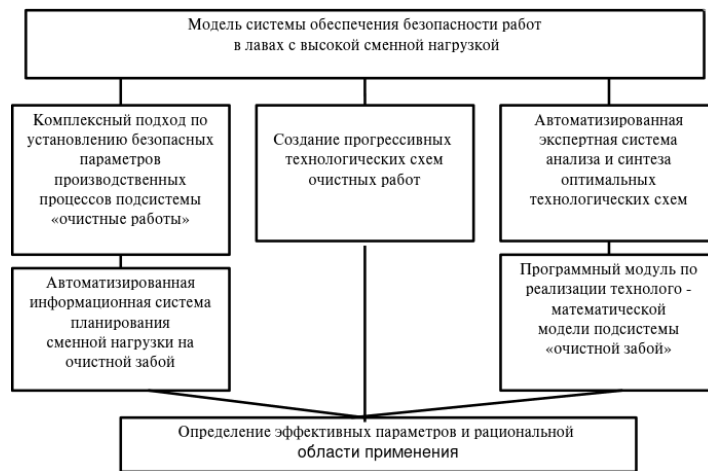 Модель системы обеспечения безопасности работ
в лавах с высокой сменной нагрузкой
Комплексный подход по
установлению безопасных
параметров
производственных
процессов подсистемы
«очистные работы»
Создание прогрессивных
технологических схем
очистных работ
Автоматизированная
экспертная система
анализа и синтеза
оптимальных
технологических схем
Автоматизированная
информационная система
планирования
сменной нагрузки на
очистной забой
Программный модуль по
реализации технолого -
математической
модели подсистемы
«очистной забой»
Определение эффективных параметров и рациональной
области применения